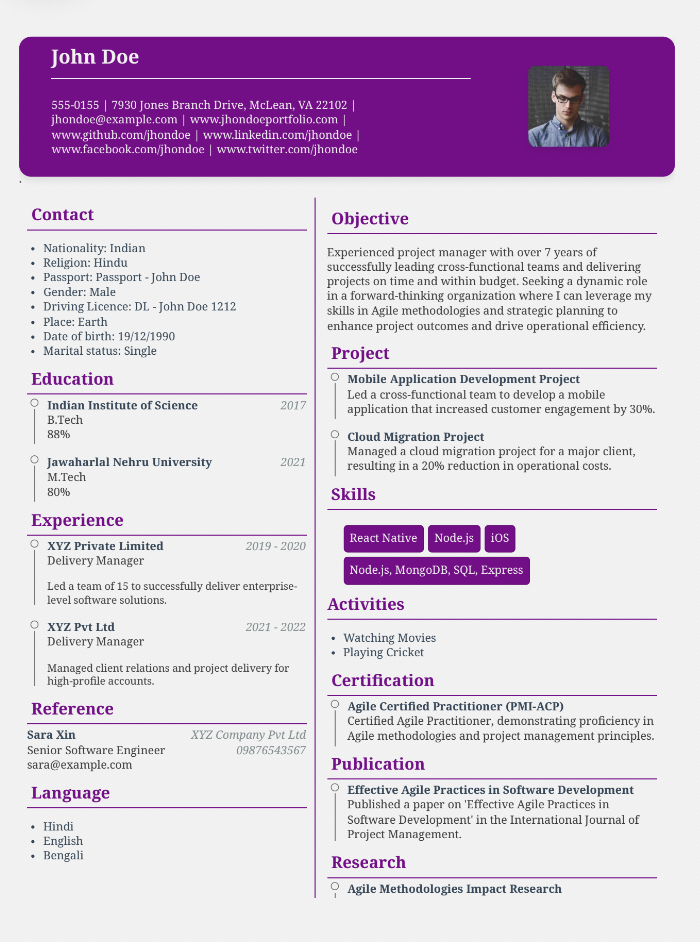 John Doe
555-0155 | 7930 Jones Branch Drive, McLean, VA 22102 |
jhondoe@example.com | www.jhondoeportfolio.com |
www.github.com/jhondoe | www.linkedin.com/jhondoe |
www.facebook.com/jhondoe | www.twitter.com/jhondoe
.
Contact
• Nationality: Indian
• Religion: Hindu
• Passport: Passport - John Doe
• Gender: Male
• Driving Licence: DL - John Doe 1212
• Place: Earth
• Date of birth: 19/12/1990
• Marital status: Single
Education
Indian Institute of Science 2017
B.Tech
88%
Jawaharlal Nehru University 2021
M.Tech
80%
Experience
XYZ Private Limited 2019 - 2020
Delivery Manager
Led a team of 15 to successfully deliver enterprise-
level software solutions.
XYZ Pvt Ltd 2021 - 2022
Delivery Manager
Managed client relations and project delivery for
high-profile accounts.
Reference
Sara Xin XYZ Company Pvt Ltd
Senior Software Engineer 09876543567
sara@example.com
Language
• Hindi
• English
• Bengali
Objective
Experienced project manager with over 7 years of
successfully leading cross-functional teams and delivering
projects on time and within budget. Seeking a dynamic role
in a forward-thinking organization where I can leverage my
skills in Agile methodologies and strategic planning to
enhance project outcomes and drive operational efficiency.
Project
Mobile Application Development Project
Led a cross-functional team to develop a mobile
application that increased customer engagement by 30%.
Cloud Migration Project
Managed a cloud migration project for a major client,
resulting in a 20% reduction in operational costs.
Skills
React Native Node.js iOS
Node.js, MongoDB, SQL, Express
Activities
• Watching Movies
• Playing Cricket
Certification
Agile Certified Practitioner (PMI-ACP)
Certified Agile Practitioner, demonstrating proficiency in
Agile methodologies and project management principles.
Publication
Effective Agile Practices in Software Development
Published a paper on 'Effective Agile Practices in
Software Development' in the International Journal of
Project Management.
Research
Agile Methodologies Impact Research